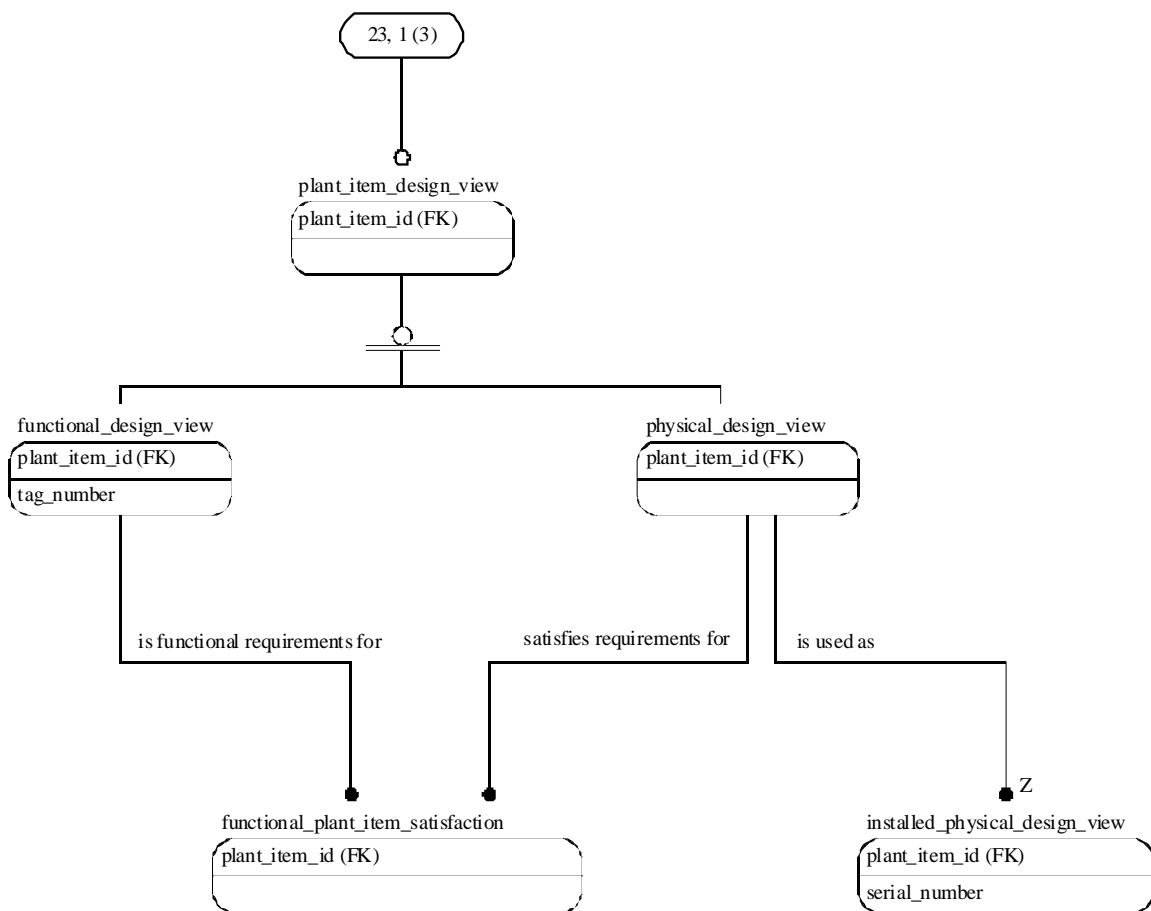 23, 1 (3)
plant_item_design_view
plant_item_id (FK)
functional_design_view
plant_item_id (FK)
tag_number
physical_design_view
plant_item_id (FK)
is functional requirements for
satisfies requirements for
is used as
Z
functional_plant_item_satisfaction
plant_item_id (FK)
installed_physical_design_view
plant_item_id (FK)
serial_number